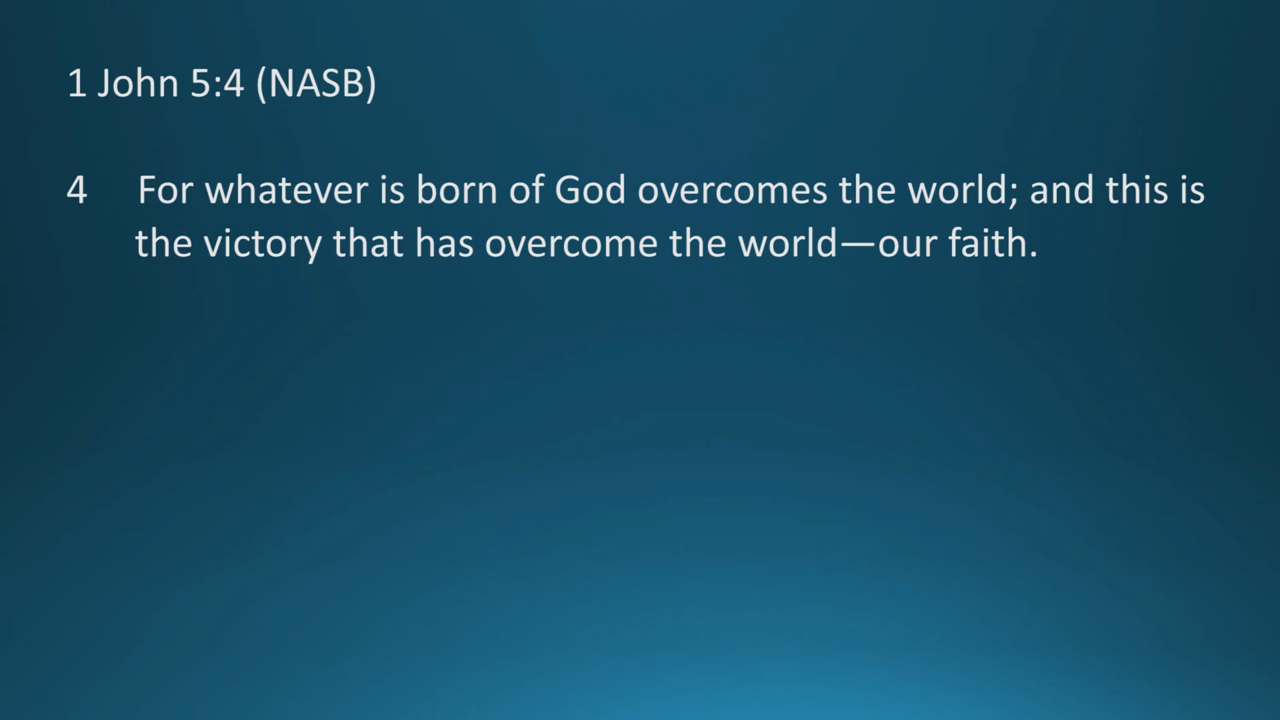 1 John 5:4 (NASB)
4 For whatever is born of God overcomes the world; and this is
the victory that has overcome the world—our faith.